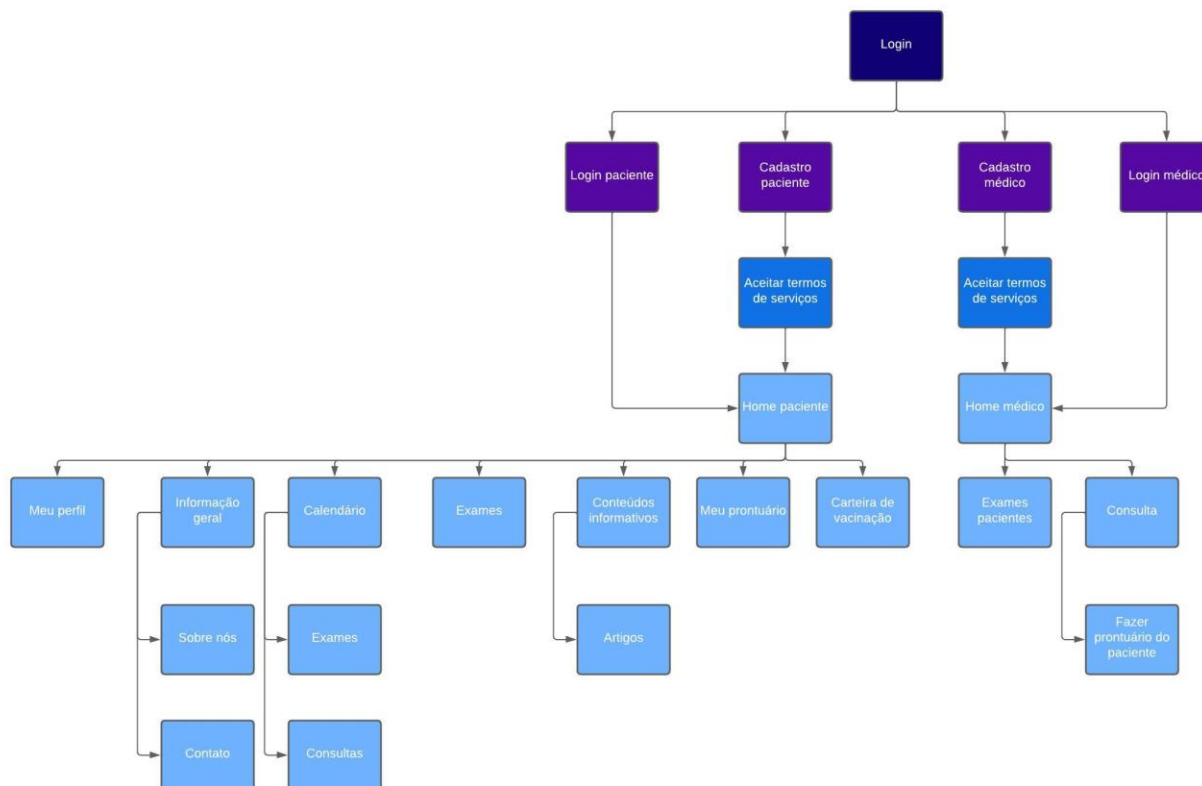 Login
Login paciente
Cadastro
paciente
Cadastro
médico
Login médico
Aceitar termos
de serviços
Aceitar termos
de serviços
Home paciente
Home médico
Meu perfil
Informação
geral
Calendário
Exames
Conteúdos
informativos
Meu prontuário
Carteira de
vacinação
Exames
pacientes
Consulta
Sobre nós
Exames
Artigos
Fazer
prontuário do
paciente
Contato
Consultas